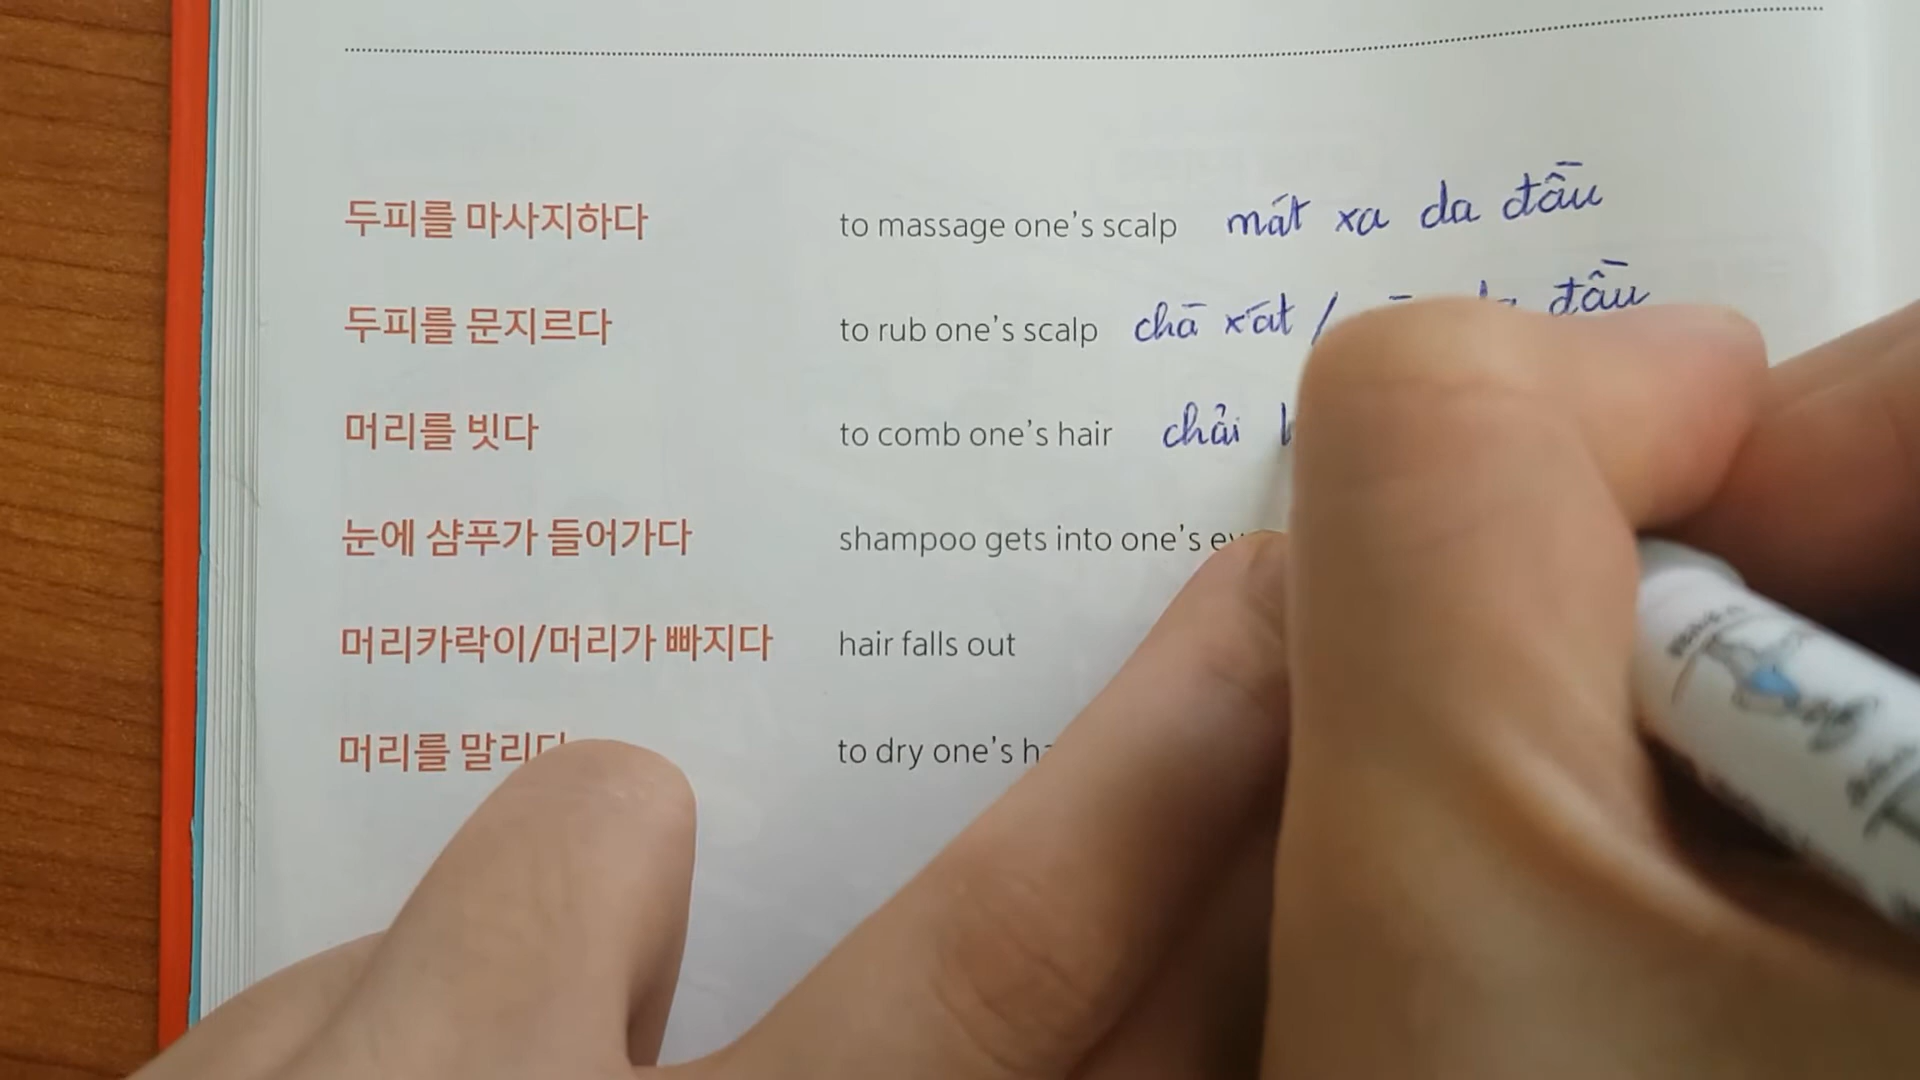 두피를 마사지하다 to massage one's scalp mát xa da đầu
두피를 문지르다 to rub one's scalp chà xát / đầu
머리를 빗다 to comb one's hair chải
눈에 샴푸가 들어가다 shampoo gets into one's
머리카락이/머리가 빠지다 hair falls out
머리를 말리다 to dry one's